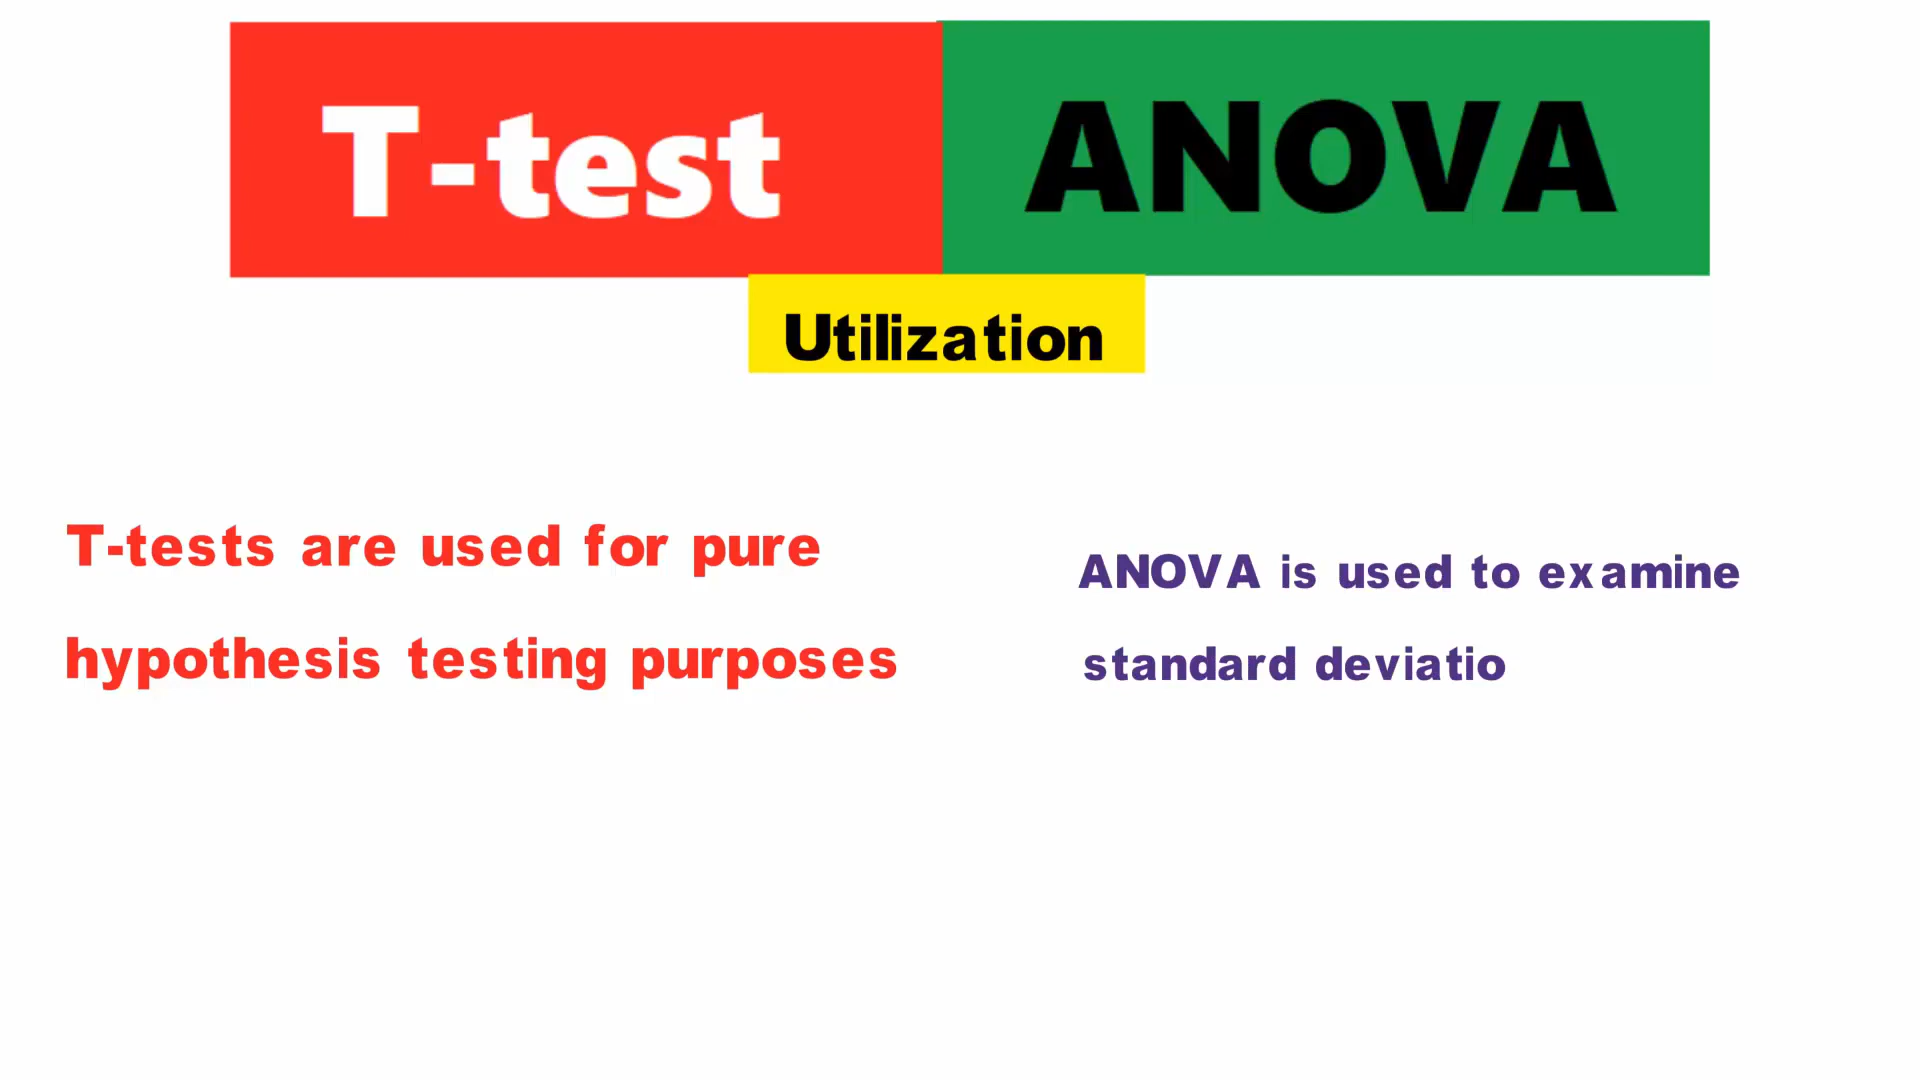 T-test
ANOVA
Utilization
T-tests are used for pure
hypothesis testing purposes
ANOVA is used to examine
standard deviatio